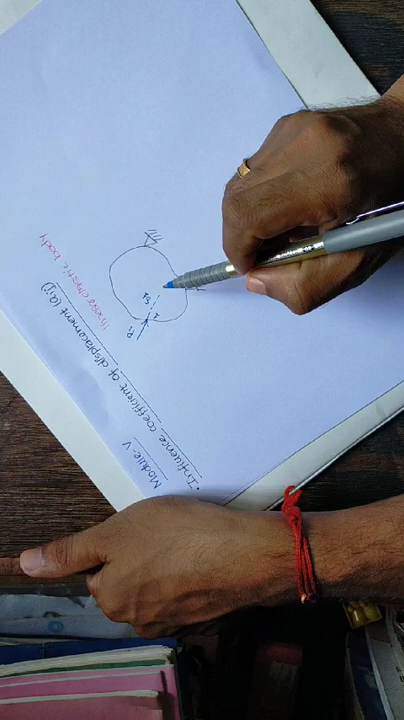 Module-V
*Influence coefficient of displacement (aij)
linear elastic body
P
1